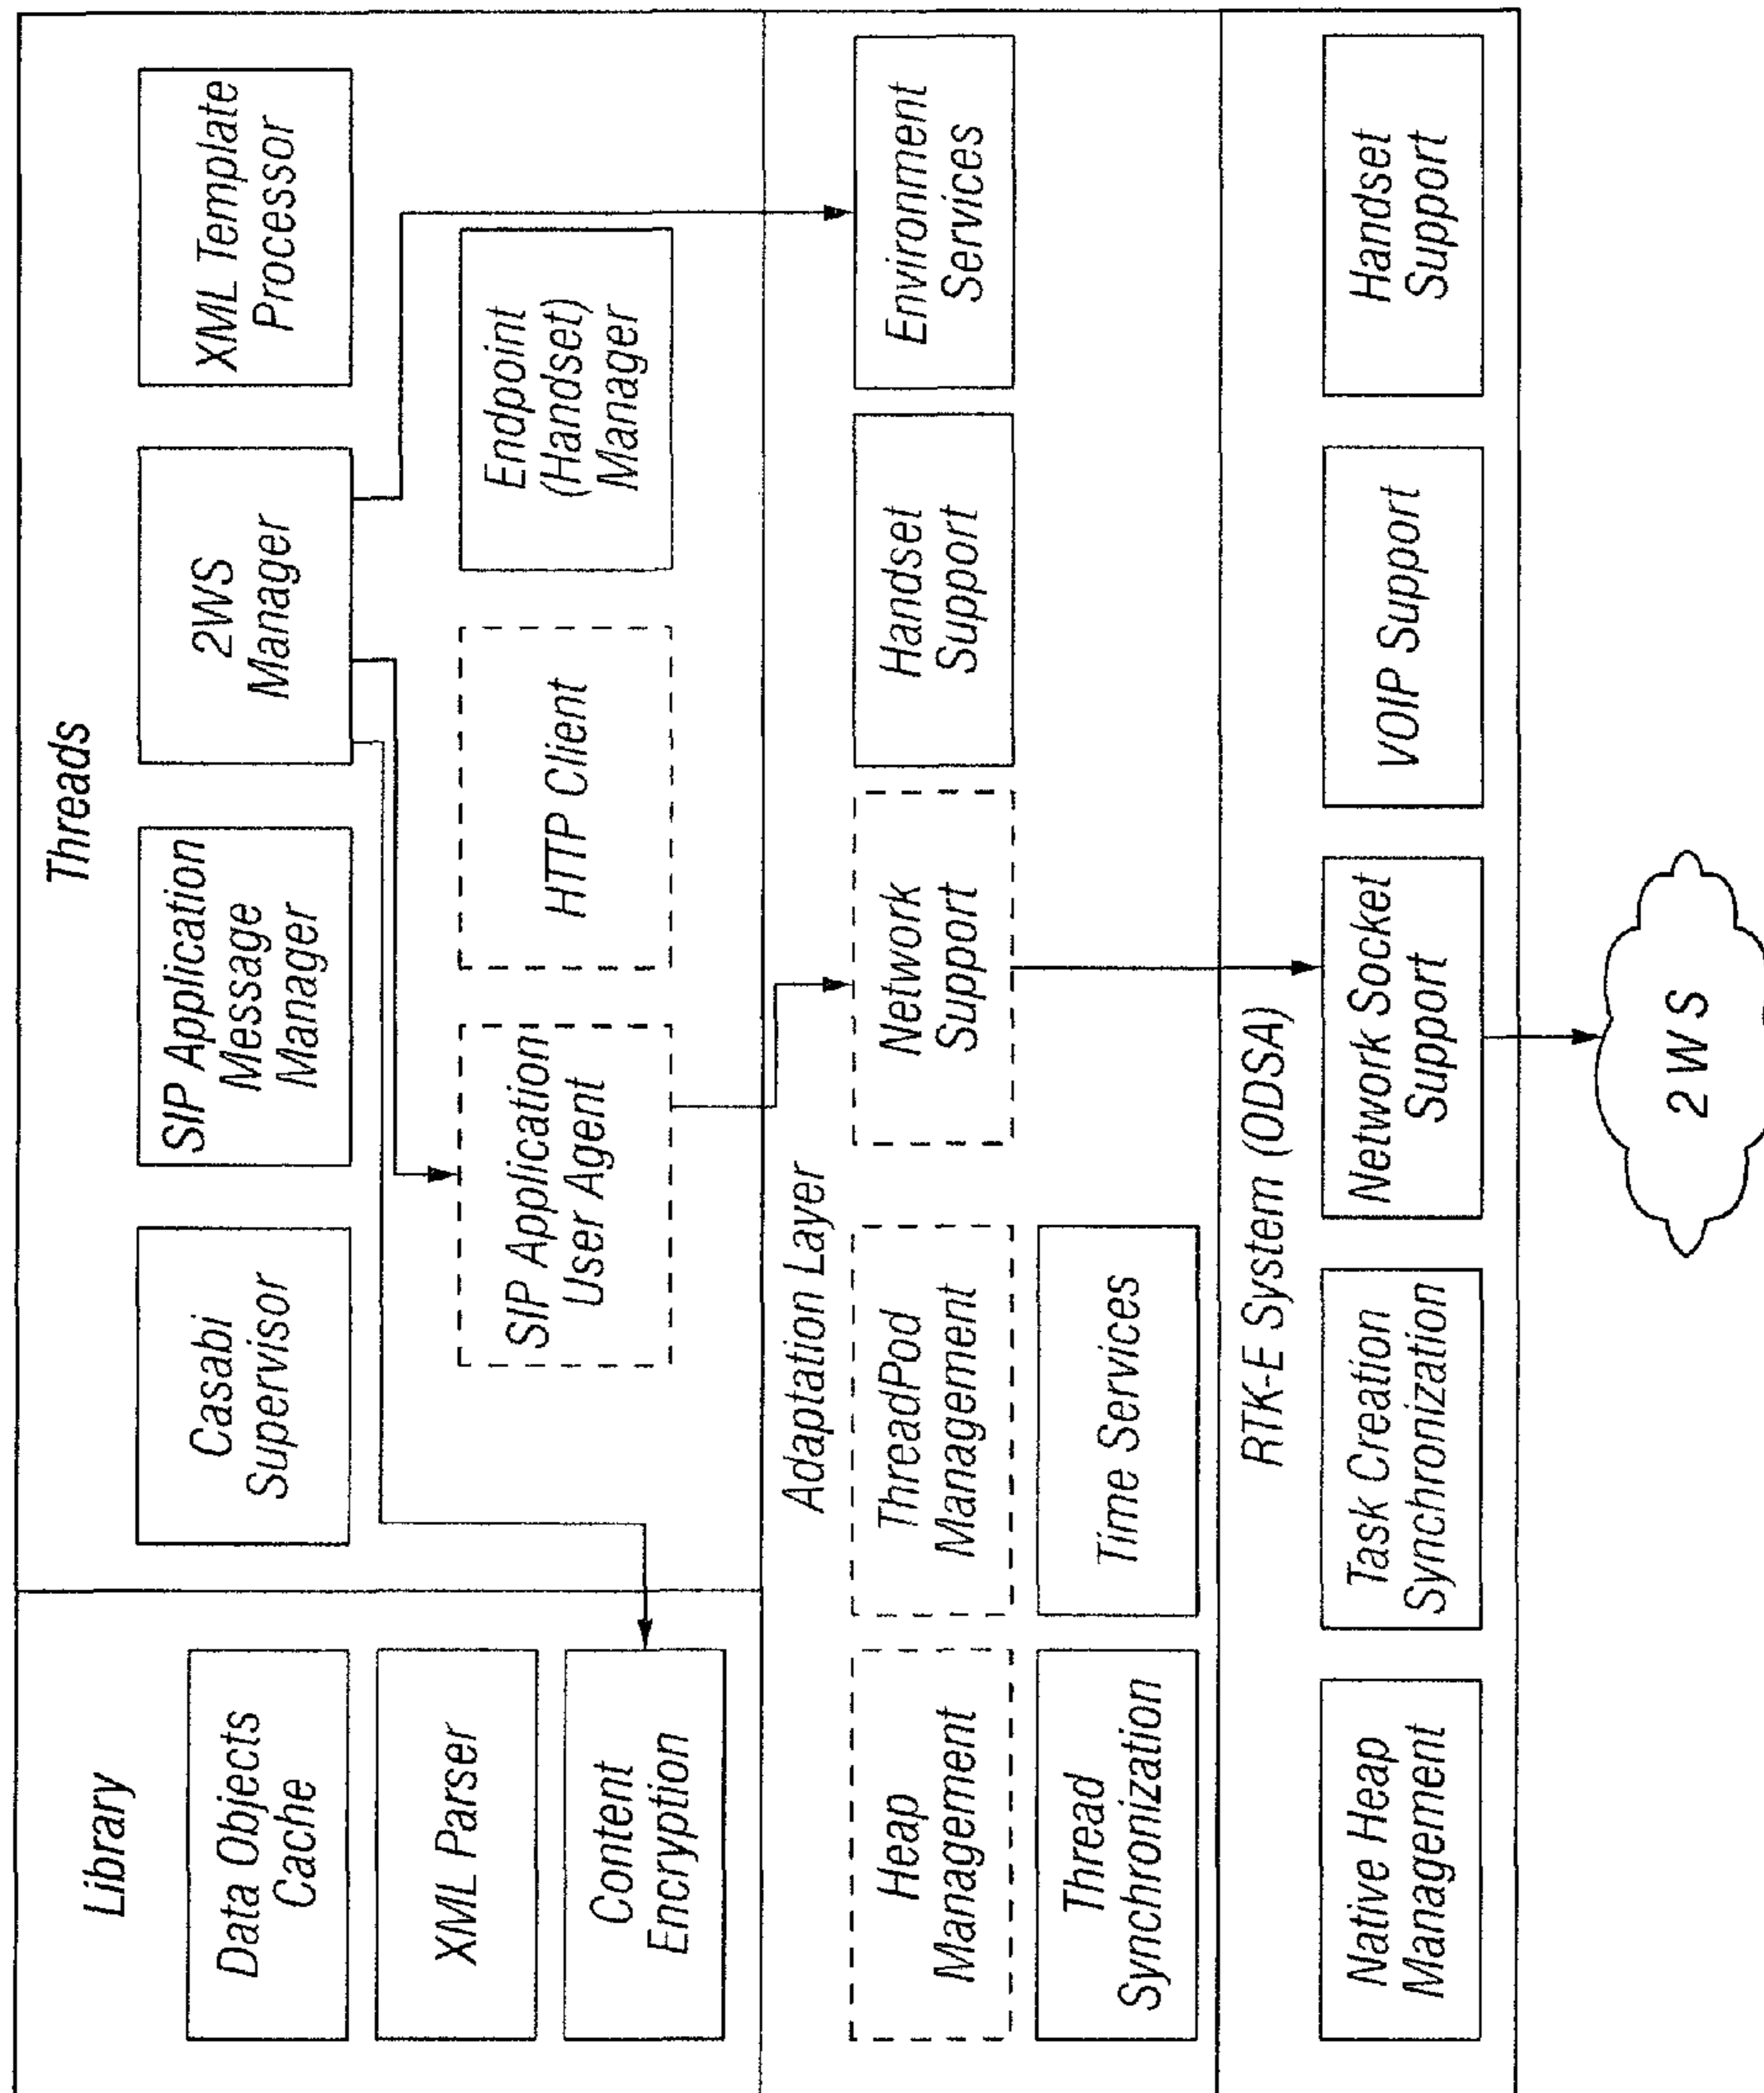 Library
Data Objects
Cache
XML Parser
Content
Encryption
Threads
Casabi
Supervisor
SIP Application
Message
Manager
2WS
Manager
XML Template
Processor
SIP Application
User Agent
HTTP Client
Endpoint
(Handset)
Manager
Adaptation Layer
Heap
Management
ThreadPod
Management
Network
Support
Handset
Support
Environment
Services
Thread
Synchronization
Time Services
RTK-E System (ODSA)
Native Heap
Management
Task Creation
Synchronization
Network Socket
Support
VOIP Support
Handset
Support
2WS